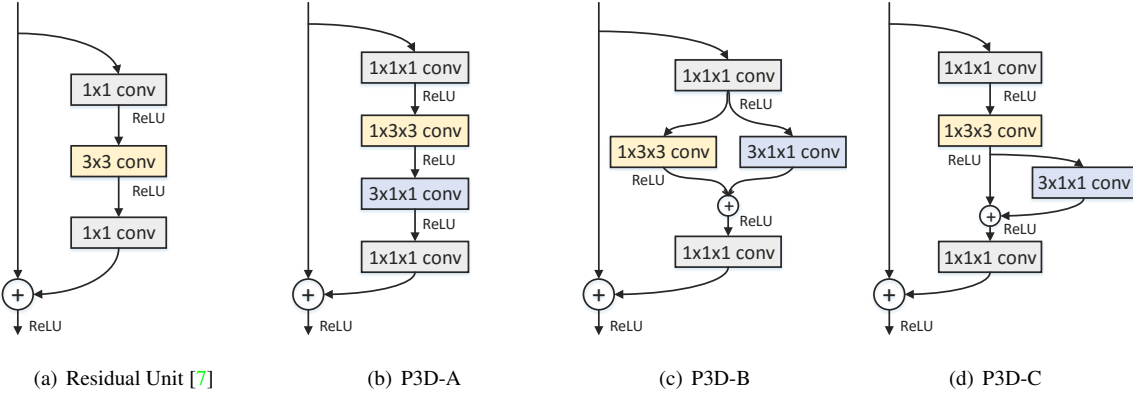 1x1 conv
ReLU
3x3 conv
ReLU
1x1 conv
+
ReLU
(a) Residual Unit [7]
1x1x1 conv
ReLU
1x3x3 conv
ReLU
3x1x1 conv
ReLU
1x1x1 conv
+
ReLU
(b) P3D-A
1x1x1 conv
ReLU
1x3x3 conv
3x1x1 conv
ReLU
+
ReLU
1x1x1 conv
+
ReLU
(c) P3D-B
1x1x1 conv
ReLU
1x3x3 conv
ReLU
3x1x1 conv
+
ReLU
1x1x1 conv
+
ReLU
(d) P3D-C